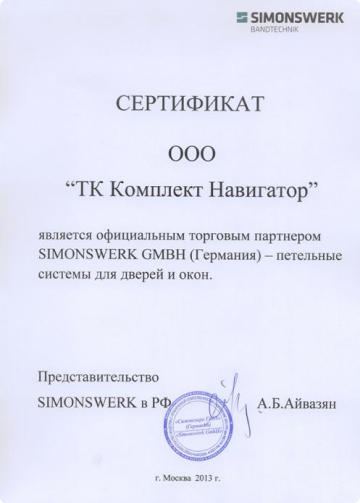 SIMONSWERK
BANDTECHNIK
СЕРТИФИКАТ
ООО
“ТК Комплект Навигатор”
является официальным торговым партнером
SIMONSWERK GMBH (Германия) – петельные
системы для дверей и окон.
Представительство
SIMONSWERK в РФ А.Б.Айвазян
г. Москва 2013 г.